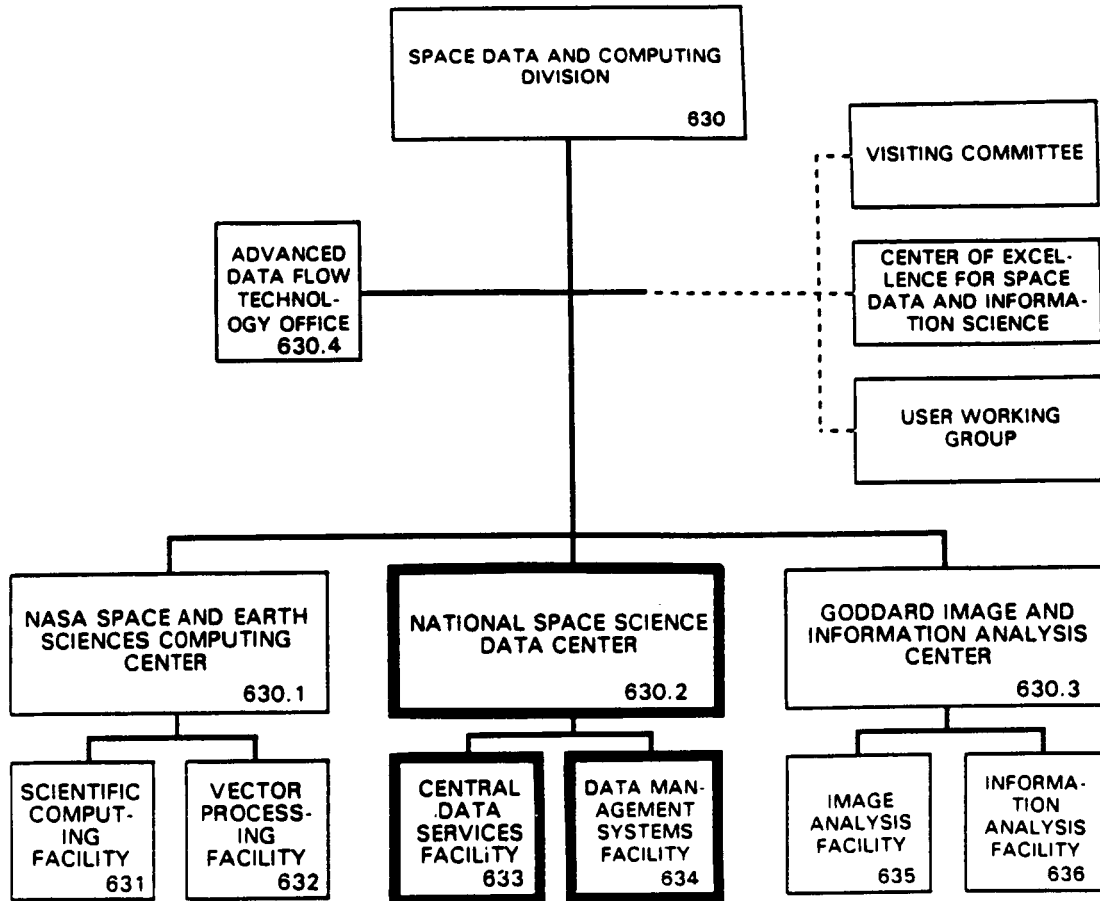 SPACE DATA AND COMPUTING
DIVISION
630
VISITING COMMITTEE
ADVANCED
DATA FLOW
TECHNOL-
OGY OFFICE
630.4
CENTER OF EXCEL-
LENCE FOR SPACE
DATA AND INFORMA-
TION SCIENCE
USER WORKING
GROUP
NASA SPACE AND EARTH
SCIENCES COMPUTING
CENTER
630.1
NATIONAL SPACE SCIENCE
DATA CENTER
630.2
GODDARD IMAGE AND
INFORMATION ANALYSIS
CENTER
630.3
SCIENTIFIC
COMPUT-
ING
FACILITY
631
VECTOR
PROCESS-
ING
FACILITY
632
CENTRAL
DATA
SERVICES
FACILITY
633
DATA MAN-
AGEMENT
SYSTEMS
FACILITY
634
IMAGE
ANALYSIS
FACILITY
635
INFORMA-
TION
ANALYSIS
FACILITY
636